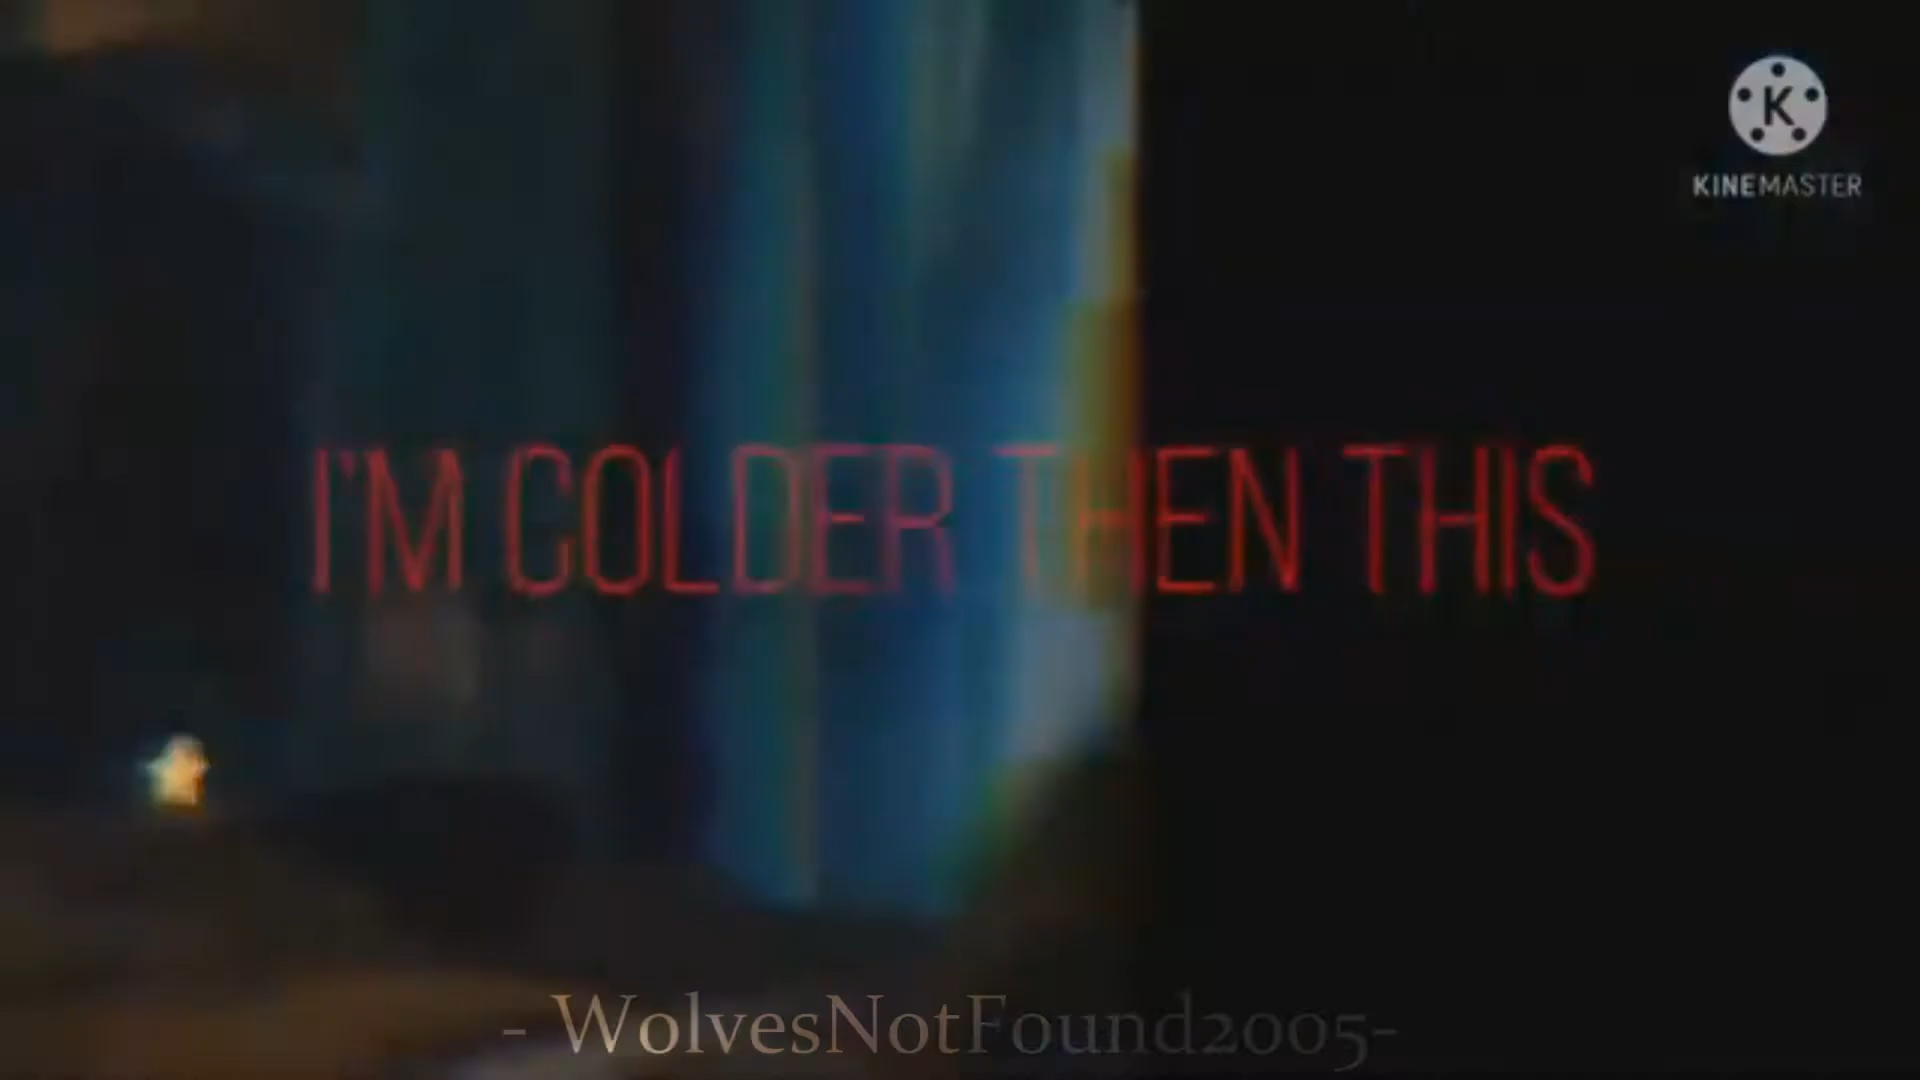 K
KINEMASTER
I'M COLDER THEN THIS
- WolvesNotFound2005-